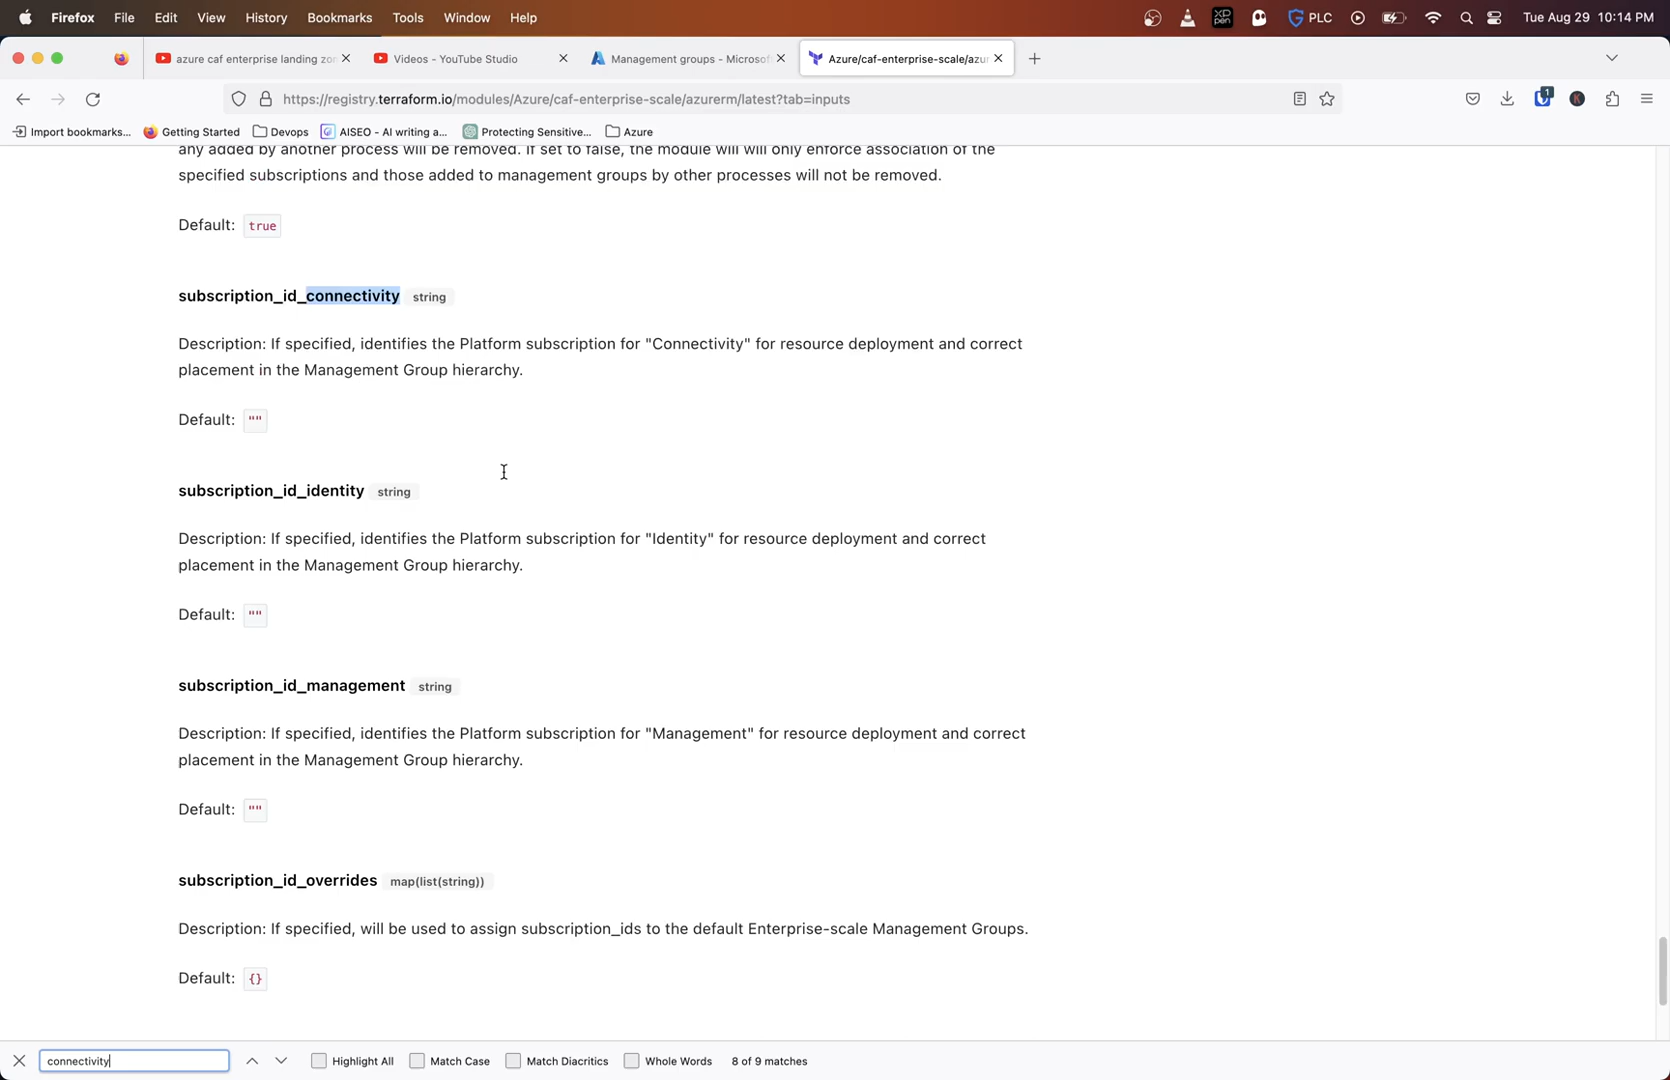 Firefox File Edit View History Bookmarks Tools Window Help PLC Tue Aug 29 10:14 PM
azure caf enterprise landing zon Videos - YouTube Studio Management groups - Microsof Azure/caf-enterprise-scale/azur
https://registry.terraform.io/modules/Azure/caf-enterprise-scale/azurerm/latest?tab=inputs 1
Import bookmarks... Getting Started Devops AISEO - AI writing a... Protecting Sensitive... Azure
any added by another process will be removed. If set to false, the module will will only enforce association of the
specified subscriptions and those added to management groups by other processes will not be removed.
Default: true
subscription_id_connectivity string
Description: If specified, identifies the Platform subscription for "Connectivity" for resource deployment and correct
placement in the Management Group hierarchy.
Default: ""
subscription_id_identity string
Description: If specified, identifies the Platform subscription for "Identity" for resource deployment and correct
placement in the Management Group hierarchy.
Default: ""
subscription_id_management string
Description: If specified, identifies the Platform subscription for "Management" for resource deployment and correct
placement in the Management Group hierarchy.
Default: ""
subscription_id_overrides map(list(string))
Description: If specified, will be used to assign subscription_ids to the default Enterprise-scale Management Groups.
Default: {}
connectivity Highlight All Match Case Match Diacritics Whole Words 8 of 9 matches